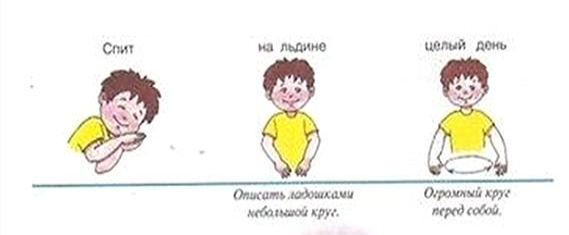 Спит
на льдине
целый день
Описать ладошками
небольшой круг.
Огромный круг
перед собой.